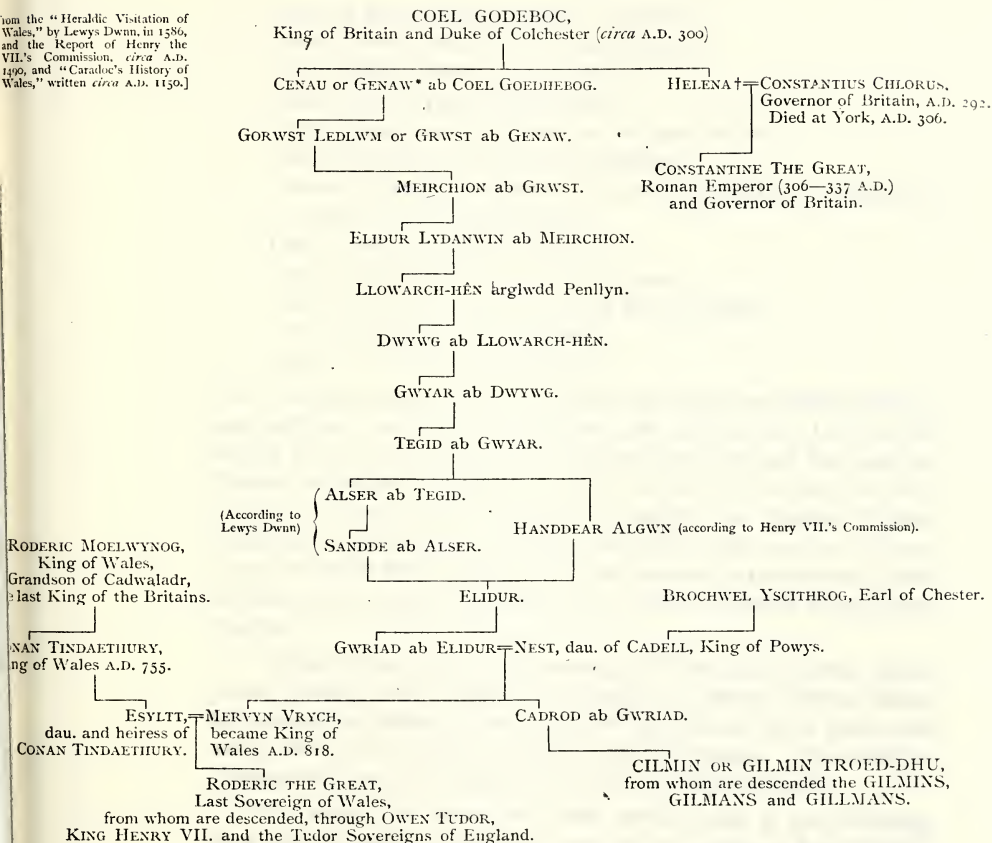 rom the “Heraldic Visitation of
Wales,” by Lewys Dwnn, in 1586,
and the Report of Henry the
VII.'s Commission, circa A.D.
1490, and “Caradoc's History of
Wales,” written circa A.D. 1150.]
COEL GODEBOC,
King of Britain and Duke of Colchester (circa A.D. 300)
CENAU or GENAW* ab COEL GOEDHEBOG.
HELENA†=CONSTANTIUS CHLORUS,
Governor of Britain, A.D. 292.
Died at York, A.D. 306.
GORWST LEDLWM or GRWST ab GENAW.
CONSTANTINE THE GREAT,
Roman Emperor (306—337 A.D.)
and Governor of Britain.
MEIRCHION ab GRWST.
ELIDUR LYDANWIN ab MEIRCHION.
LLOWARCH-HÊN arglwdd Penllyn.
DWYWG ab LLOWARCH-HÊN.
GWYAR ab DWYWG.
TEGID ab GWYAR.
(According to
Lewys Dwnn)
ALSER ab TEGID.
SANDDE ab ALSER.
HANDDEAR ALGWN (according to Henry VII.'s Commission).
RODERIC MOELWYNOG,
King of Wales,
Grandson of Cadwaladr,
e last King of the Britains.
ELIDUR.
BROCHWEL YSCITHROG, Earl of Chester.
NAN TINDAETHURY,
ng of Wales A.D. 755.
GWRIAD ab ELIDUR=NEST, dau. of CADELL, King of Powys.
ESYLTT,=MERVYN VRYCH,
dau. and heiress of became King of
CONAN TINDAETHURY. Wales A.D. 818.
CADROD ab GWRIAD.
CILMIN OR GILMIN TROED-DHU,
from whom are descended the GILMINS,
GILMANS and GILLMANS.
RODERIC THE GREAT,
Last Sovereign of Wales,
from whom are descended, through OWEN TUDOR,
KING HENRY VII. and the Tudor Sovereigns of England.